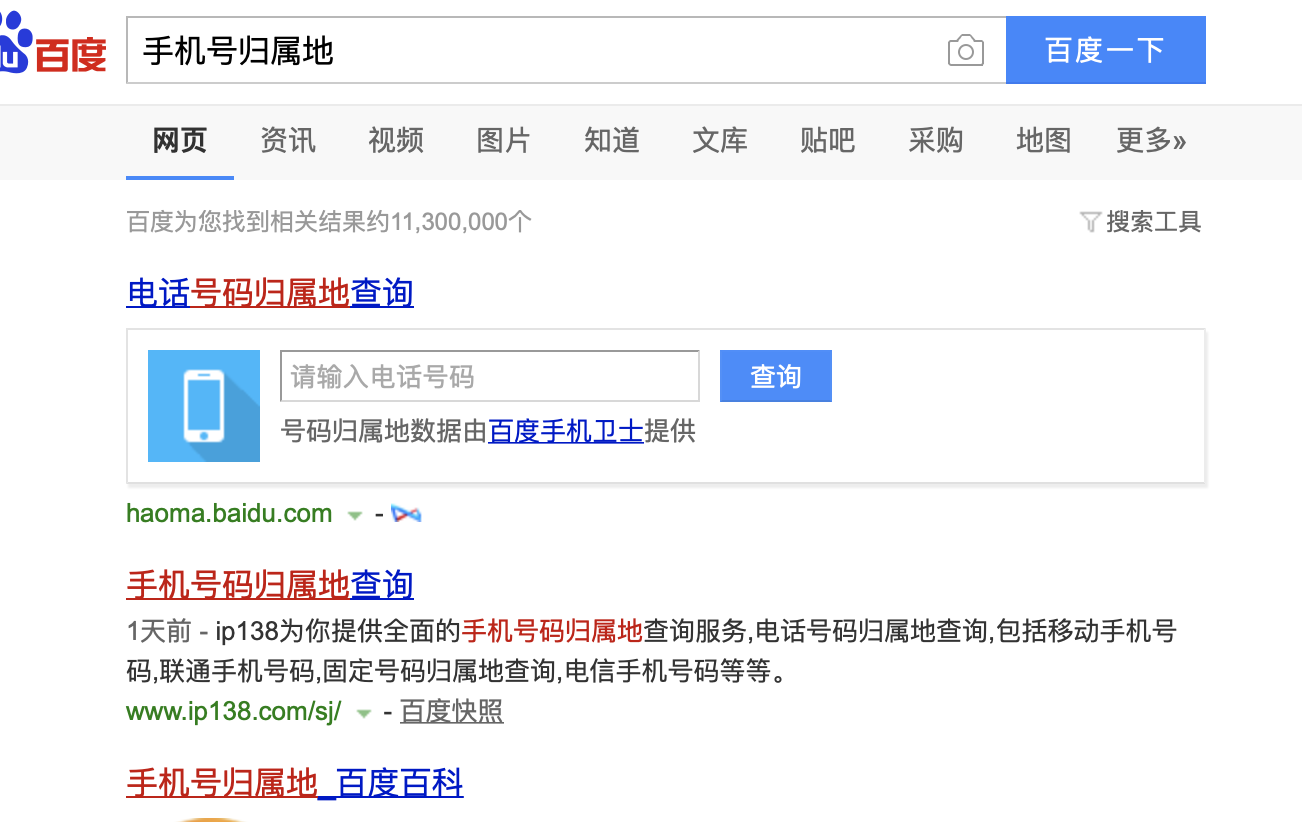 du百度
手机号归属地
百度一下
网页 资讯 视频 图片 知道 文库 贴吧 采购 地图 更多»
百度为您找到相关结果约11,300,000个
搜索工具
电话号码归属地查询
请输入电话号码
查询
号码归属地数据由百度手机卫士提供
haoma.baidu.com -
手机号码归属地查询
1天前 - ip138为你提供全面的手机号码归属地查询服务,电话号码归属地查询,包括移动手机号
码,联通手机号码,固定号码归属地查询,电信手机号码等等。
www.ip138.com/sj/ - 百度快照
手机号归属地_百度百科